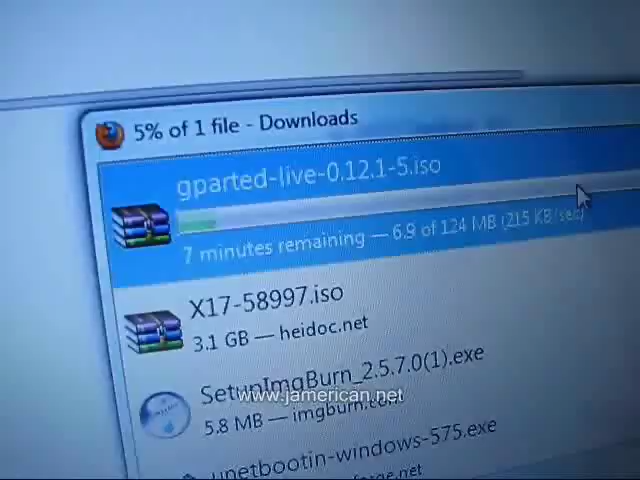 5% of 1 file - Downloads
gparted-live-0.12.1-5.iso
7 minutes remaining — 6.9 of 124 MB (215 KB/sec)
X17-58997.iso
3.1 GB — heidoc.net
SetupImgBurn_2.5.7.0(1).exe
www.jamerican.net
5.8 MB — imgburn.com
unetbootin-windows-575.exe